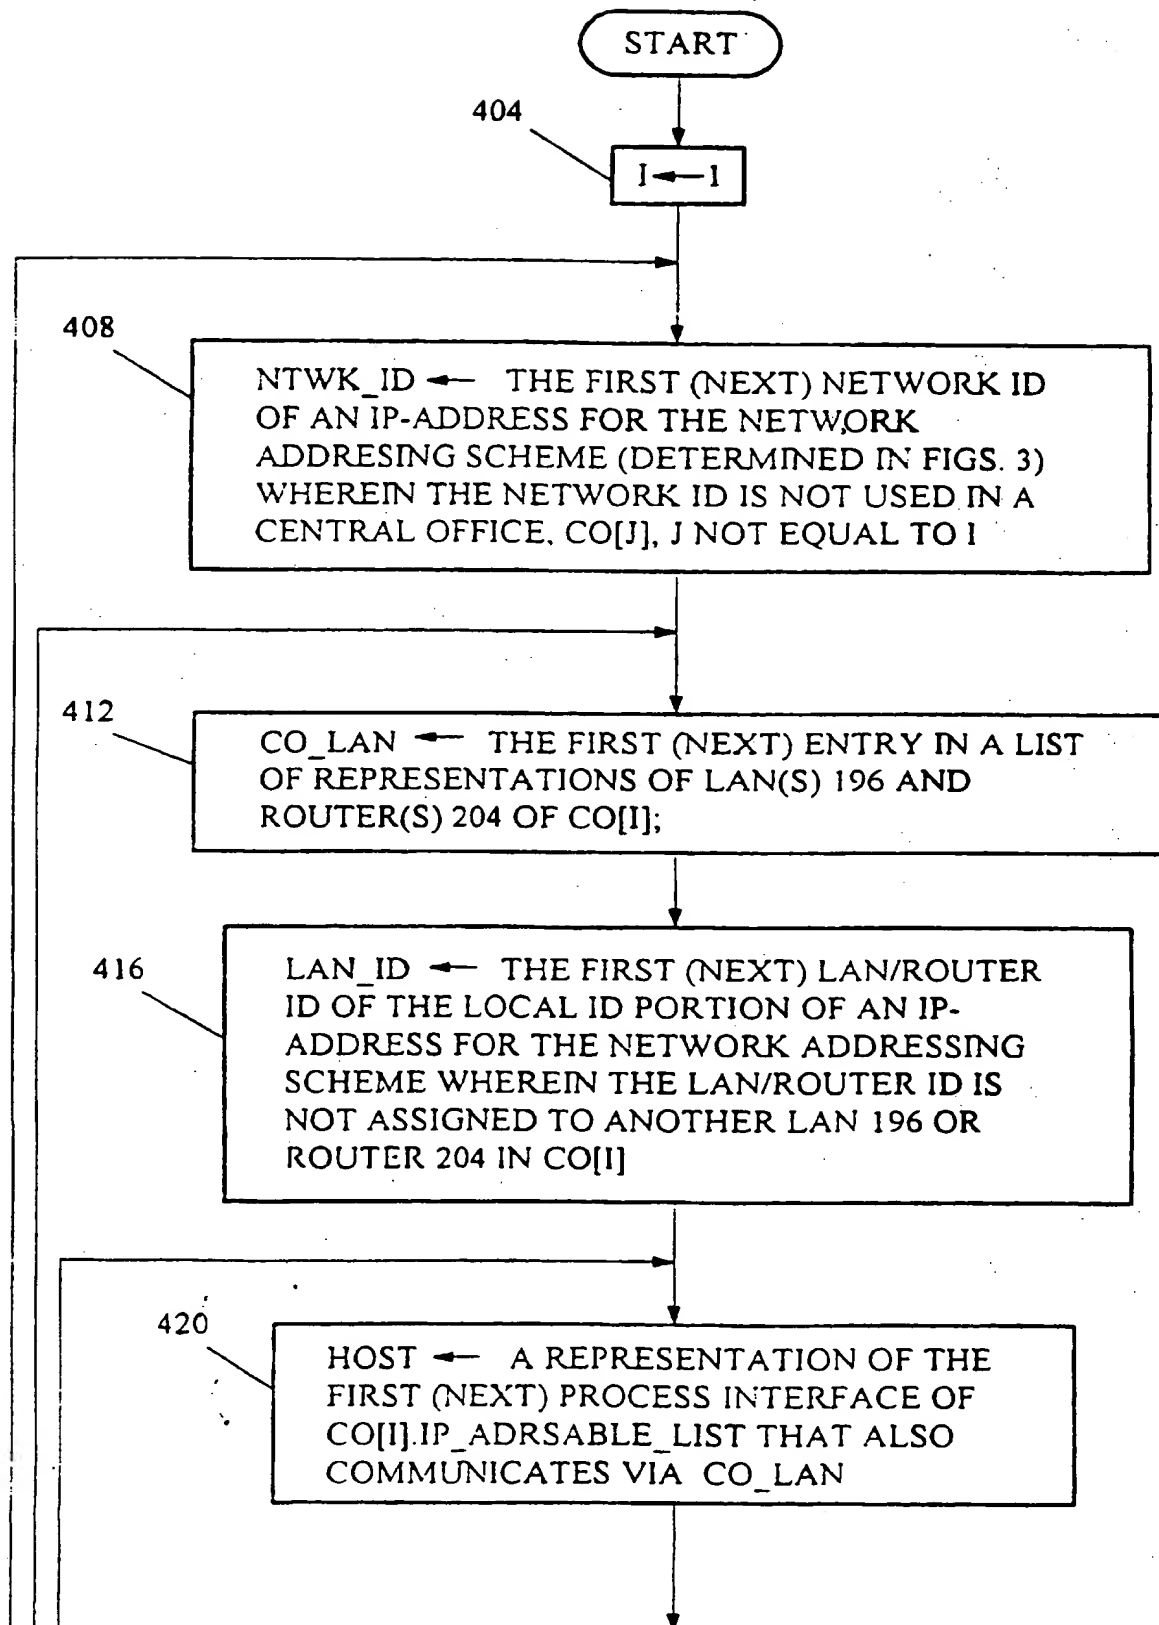 START
404
I ← 1
408
NTWK_ID ← THE FIRST (NEXT) NETWORK ID
OF AN IP-ADDRESS FOR THE NETWORK
ADDRESING SCHEME (DETERMINED IN FIGS. 3)
WHEREIN THE NETWORK ID IS NOT USED IN A
CENTRAL OFFICE, CO[J], J NOT EQUAL TO I
412
CO_LAN ← THE FIRST (NEXT) ENTRY IN A LIST
OF REPRESENTATIONS OF LAN(S) 196 AND
ROUTER(S) 204 OF CO[I];
416
LAN_ID ← THE FIRST (NEXT) LAN/ROUTER
ID OF THE LOCAL ID PORTION OF AN IP-
ADDRESS FOR THE NETWORK ADDRESSING
SCHEME WHEREIN THE LAN/ROUTER ID IS
NOT ASSIGNED TO ANOTHER LAN 196 OR
ROUTER 204 IN CO[I]
420
HOST ← A REPRESENTATION OF THE
FIRST (NEXT) PROCESS INTERFACE OF
CO[I].IP_ADRSABLE_LIST THAT ALSO
COMMUNICATES VIA CO_LAN